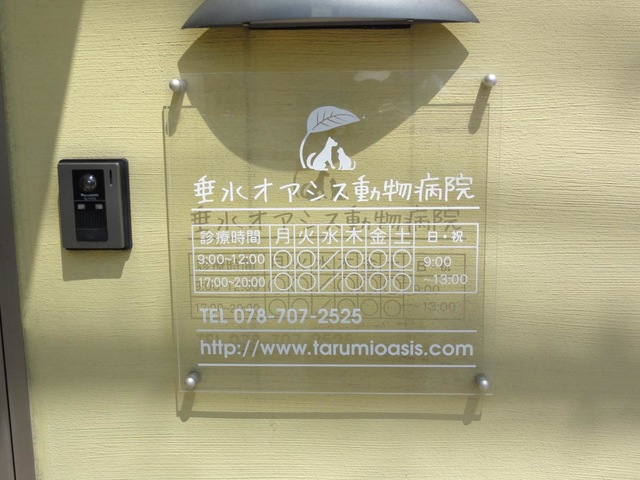 垂水オアシス動物病院
診療時間 月 火 水 木 金 土 日・祝
9:00~12:00 ○ ○ / ○ ○ ○ 9:00~13:00
17:00~20:00 ○ ○ / ○ ○ ○
TEL 078-707-2525
http://www.tarumioasis.com
Panasonic